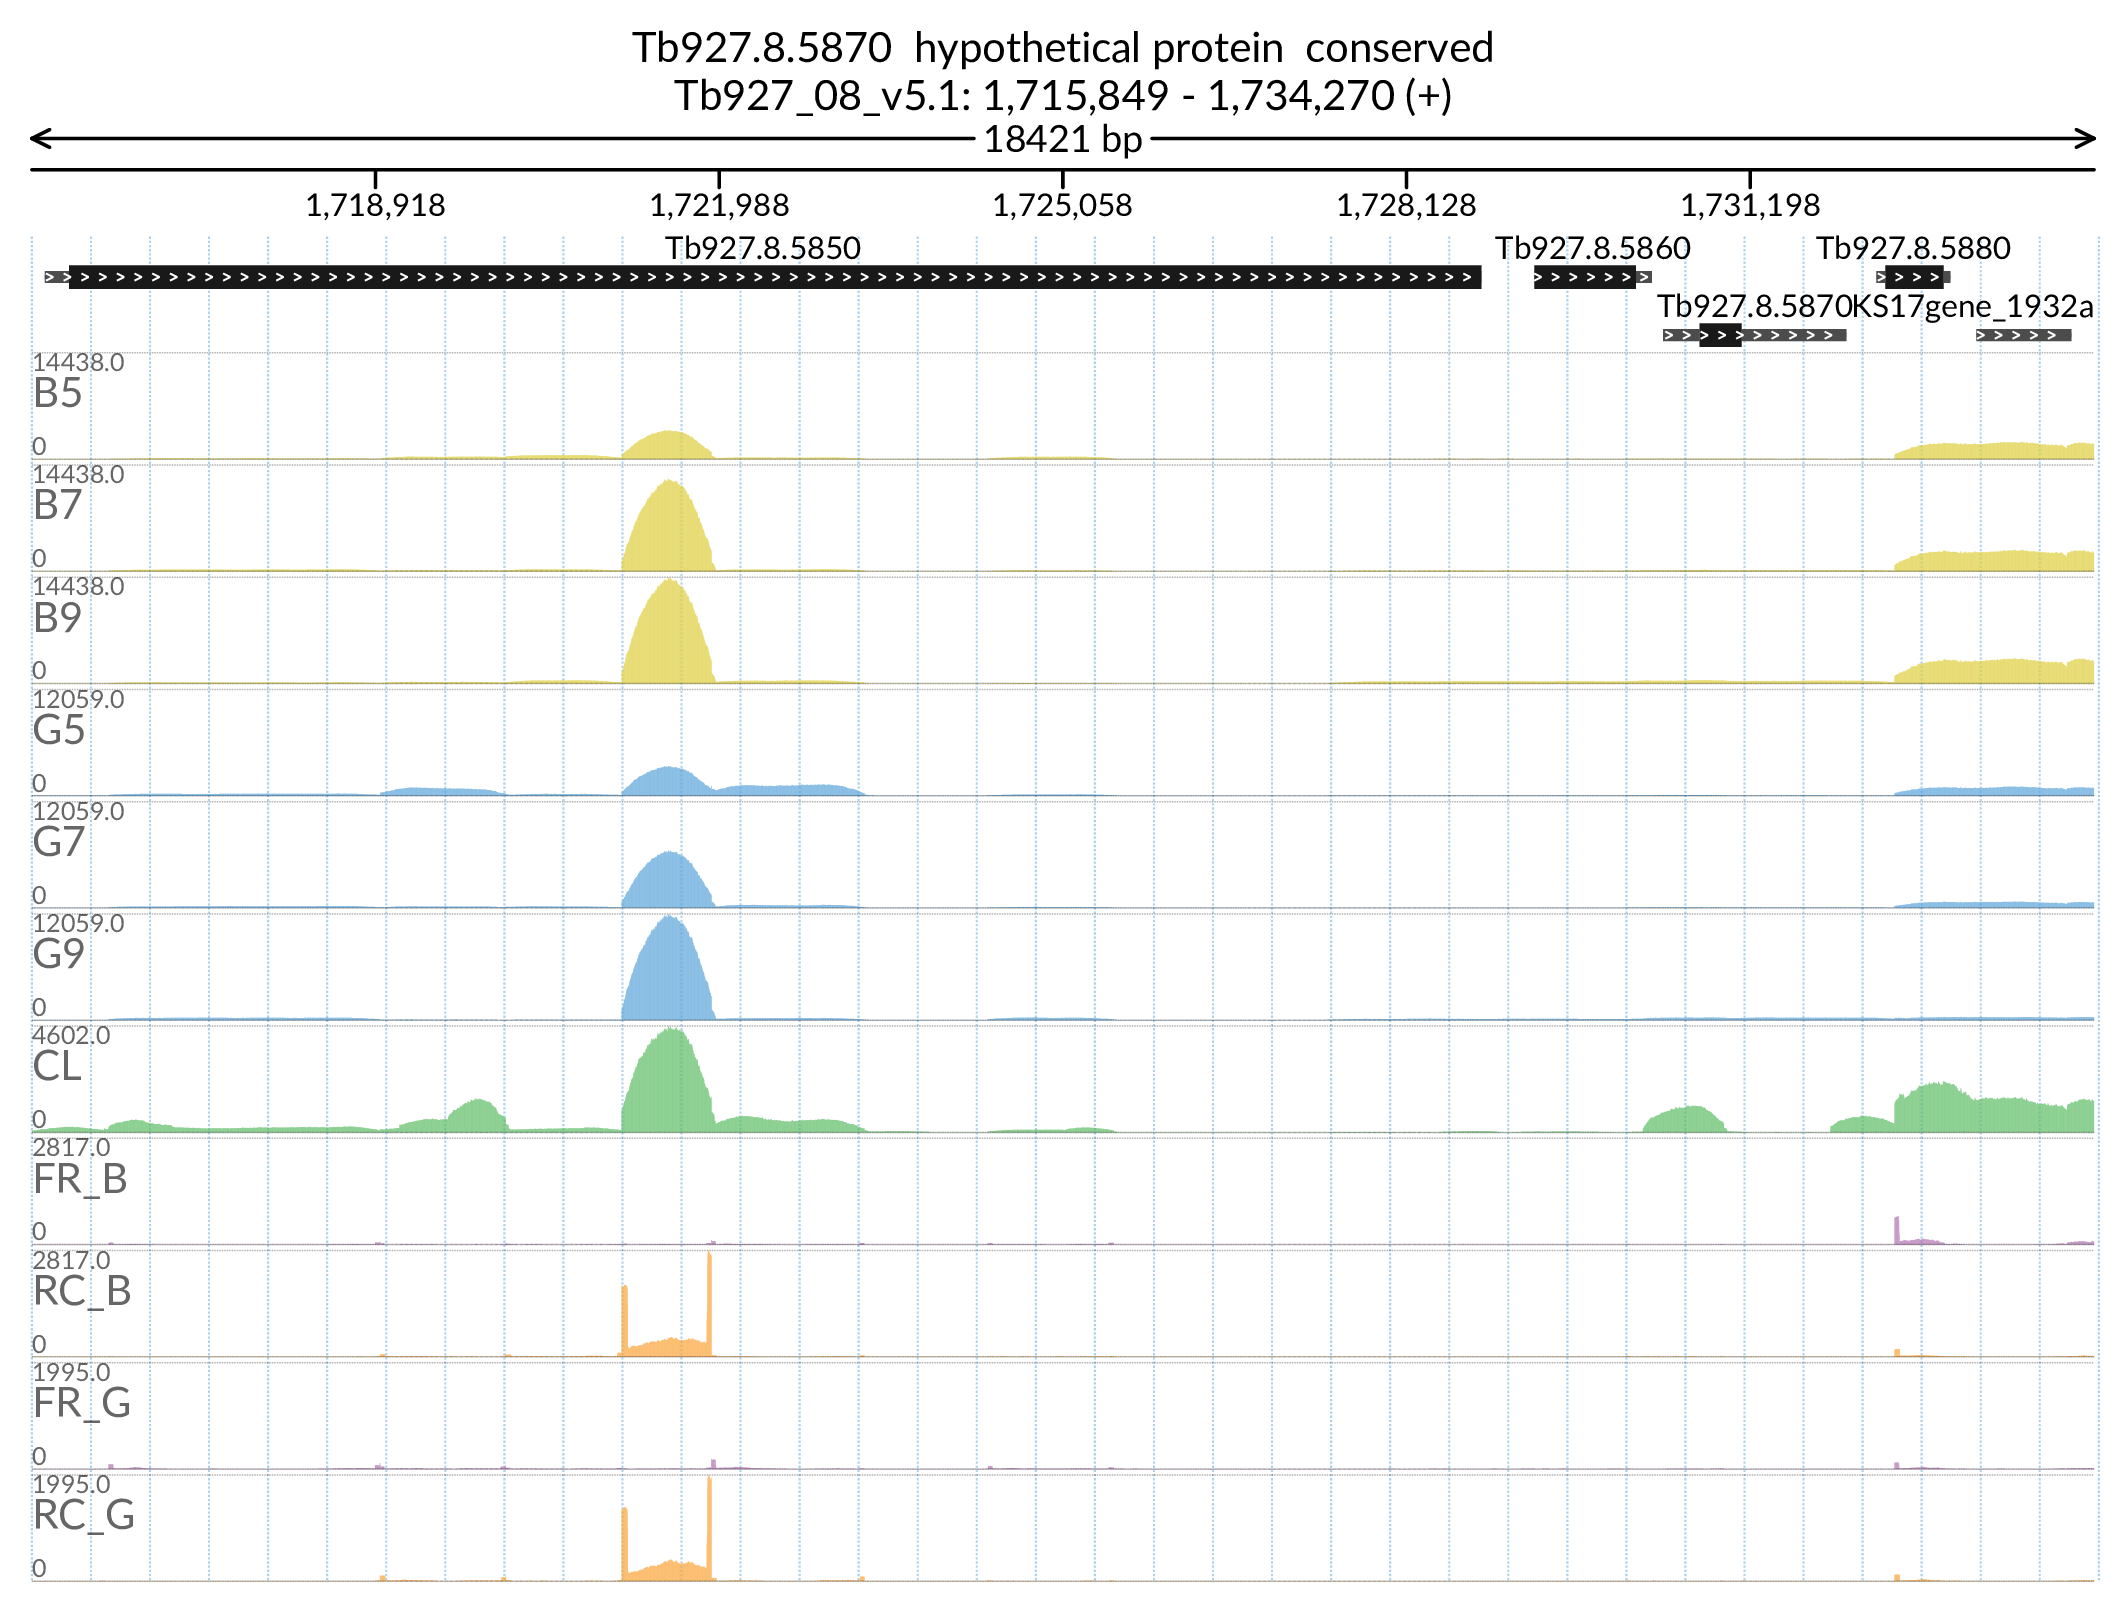 Tb927.8.5870  hypothetical protein  conserved
Tb927_08_v5.1: 1,715,849 - 1,734,270 (+)
18421 bp
1,718,918 1,721,988 1,725,058 1,728,128 1,731,198
Tb927.8.5850 Tb927.8.5860 Tb927.8.5880
Tb927.8.5870 KS17gene_1932a
14438.0
B5
0
14438.0
B7
0
14438.0
B9
0
12059.0
G5
0
12059.0
G7
0
12059.0
G9
0
4602.0
CL
0
2817.0
FR_B
0
2817.0
RC_B
0
1995.0
FR_G
0
1995.0
RC_G
0